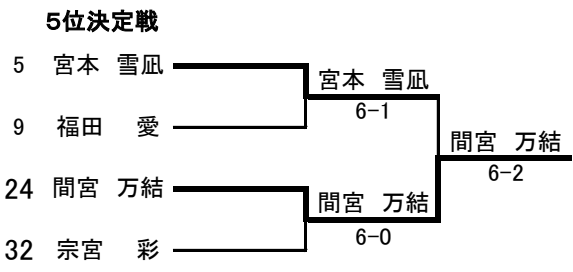 5位決定戦
5 宮本 雪凪
宮本 雪凪
6-1
9 福田 愛
間宮 万結
6-2
24 間宮 万結
間宮 万結
6-0
32 宗宮 彩